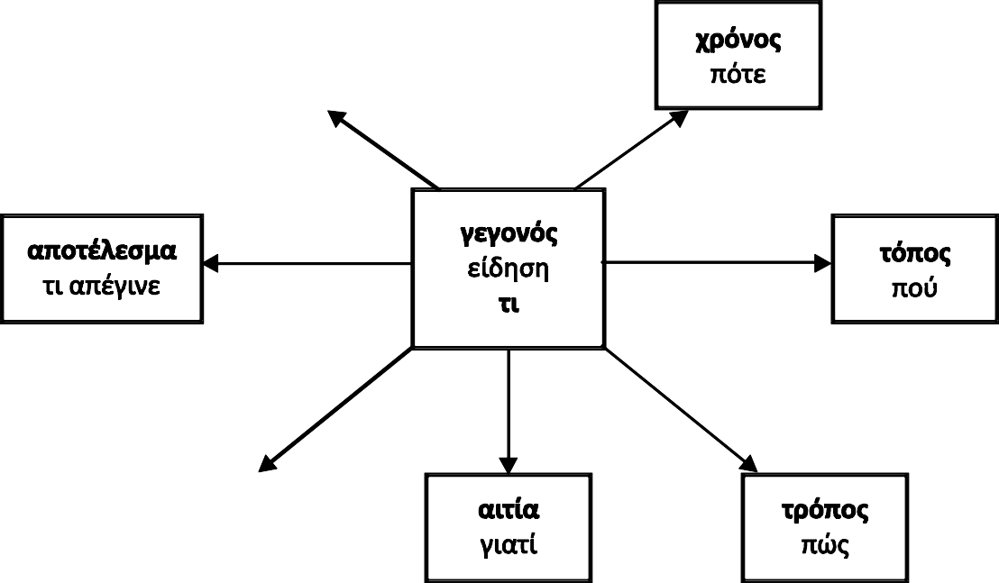 χρόνος
πότε
γεγονός
είδηση
τι
αποτέλεσμα
τι απέγινε
τόπος
πού
αιτία
γιατί
τρόπος
πώς